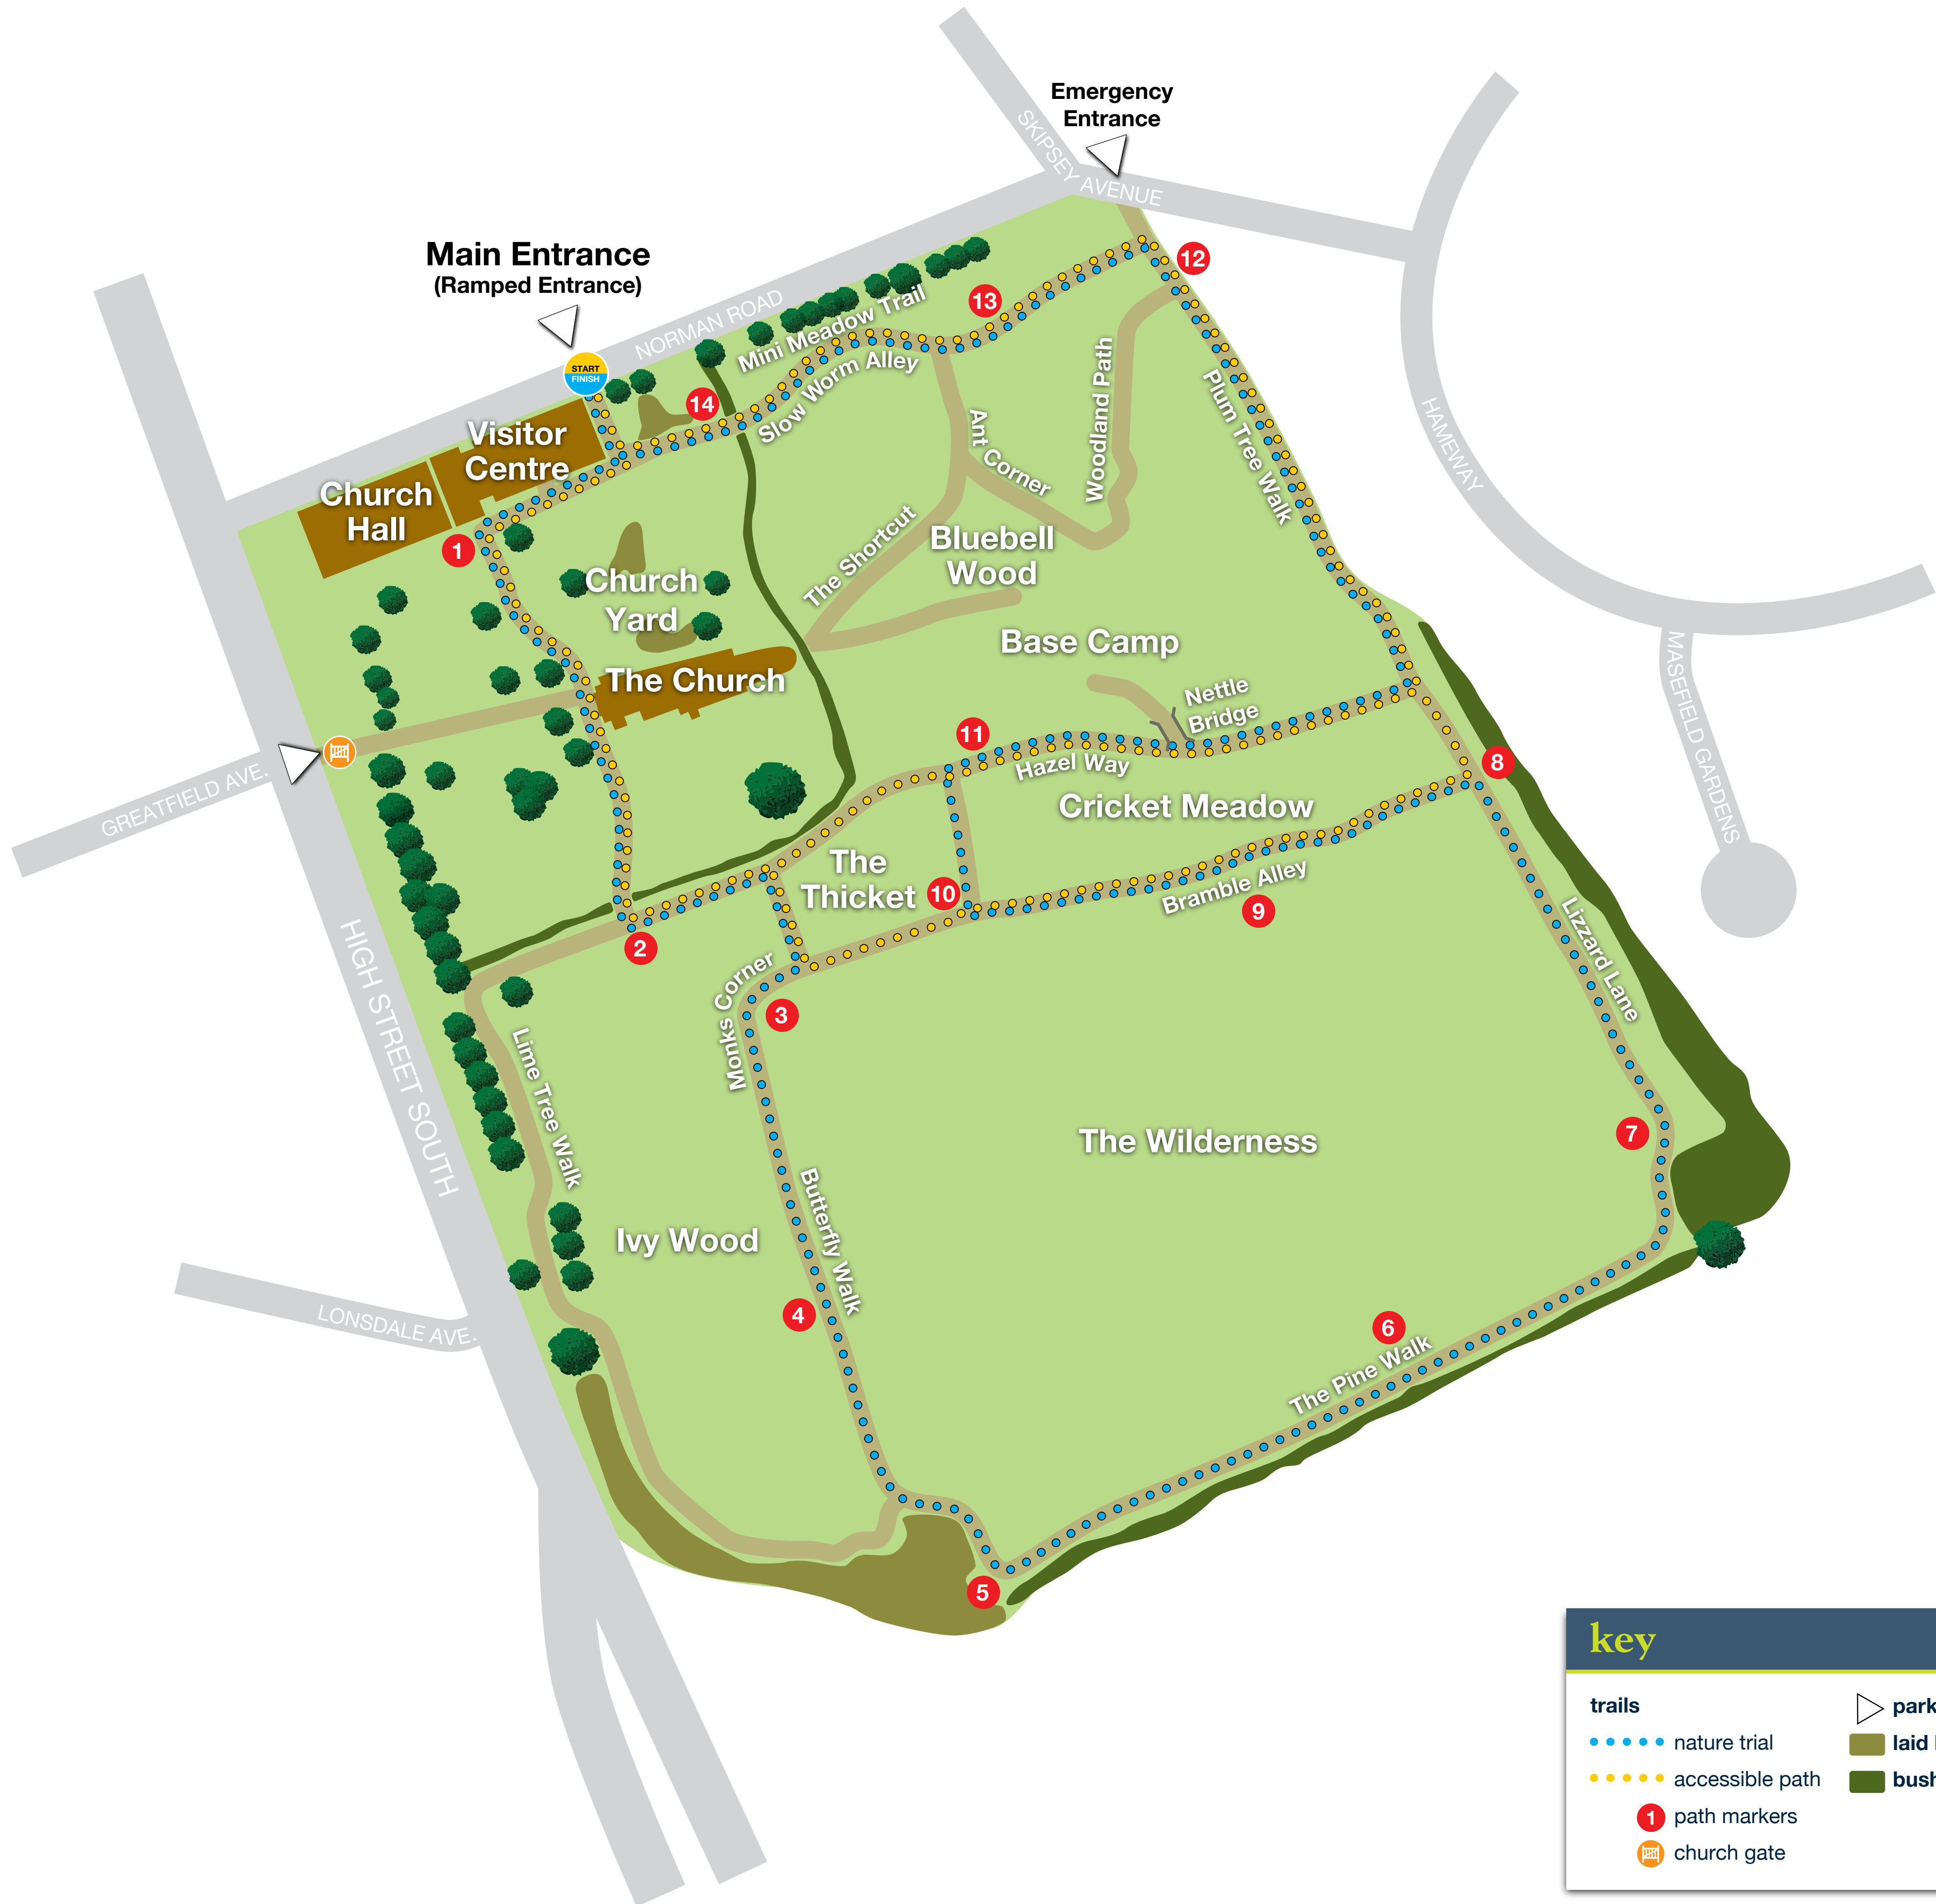 Emergency
Entrance
SKIPSEY
AVENUE
Main Entrance
(Ramped Entrance)
NORMAN ROAD
START
FINISH
Mini Meadow Trail
13
12
14
Slow Worm Alley
Visitor
Centre
Church
Hall
1
Ant Corner
Woodland Path
Plum Tree Walk
HAMEWAY
The Shortcut
Bluebell
Wood
Church
Yard
Base Camp
The Church
Nettle
Bridge
MASEFIELD GARDENS
11
Hazel Way
8
GREATFIELD AVE.
Cricket Meadow
The
Thicket
10
Bramble Alley
9
2
Lizzard Lane
HIGH STREET SOUTH
Monks Corner
3
Lime Tree Walk
The Wilderness
7
Butterfly Walk
Ivy Wood
4
LONSDALE AVE.
6
The Pine Walk
5
key
trails
nature trial
accessible path
1 path markers
church gate
park
laid
bush